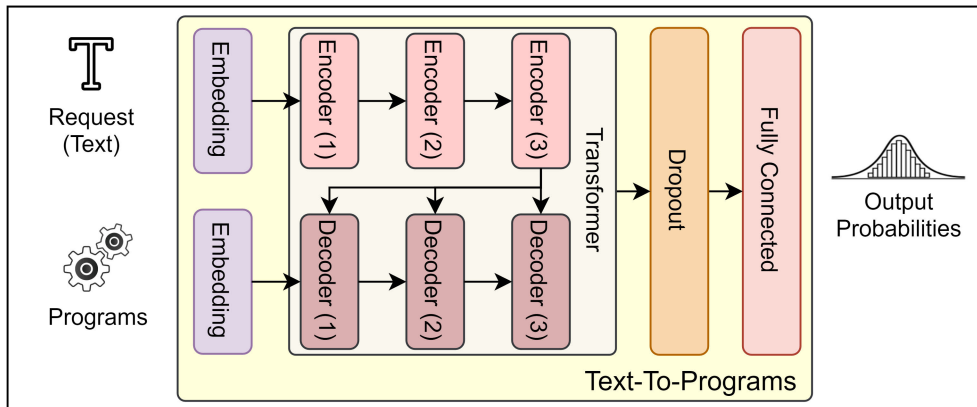 Request
(Text)
Embedding
Encoder (1)
Encoder (2)
Encoder (3)
Programs
Embedding
Decoder (1)
Decoder (2)
Decoder (3)
Transformer
Dropout
Fully Connected
Output
Probabilities
Text-To-Programs